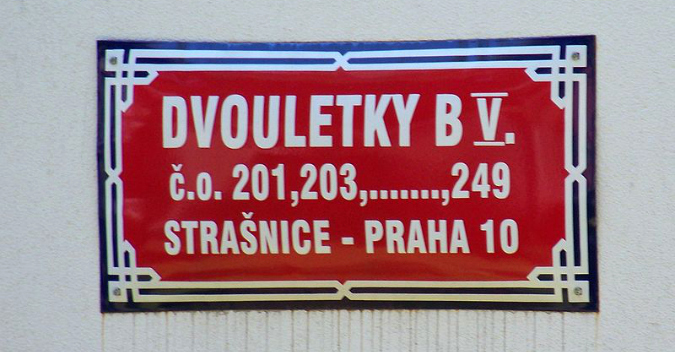 DVOULETKY B V.
č.o. 201,203,.......,249
STRAŠNICE - PRAHA 10